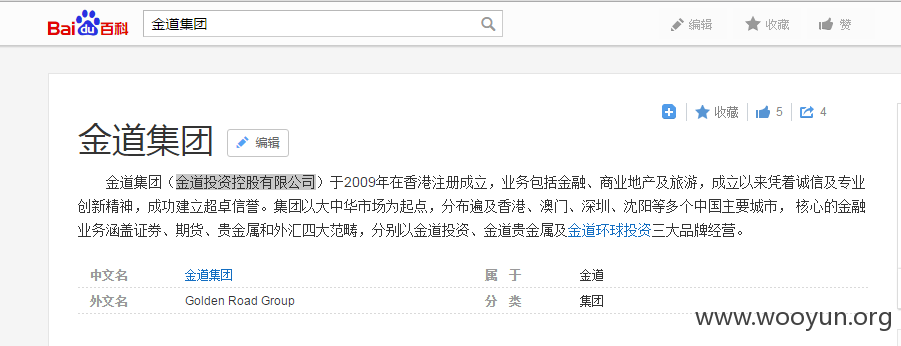 Baidu百科 金道集团 编辑 收藏 赞
收藏 5 4
金道集团 编辑
金道集团（金道投资控股有限公司）于2009年在香港注册成立，业务包括金融、商业地产及旅游，成立以来凭着诚信及专业
创新精神，成功建立超卓信誉。集团以大中华市场为起点，分布遍及香港、澳门、深圳、沈阳等多个中国主要城市， 核心的金融
业务涵盖证券、期货、贵金属和外汇四大范畴，分别以金道投资、金道贵金属及金道环球投资三大品牌经营。
中文名 金道集团 属 于 金道
外文名 Golden Road Group 分 类 集团
www.wooyun.org